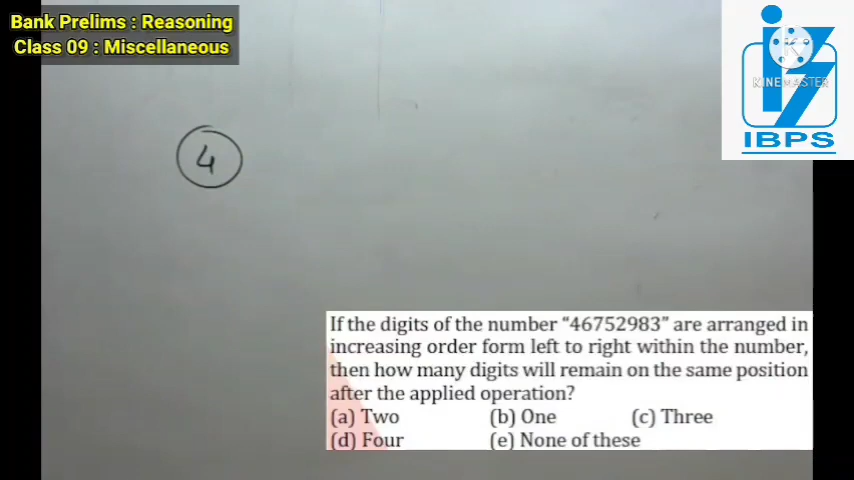 Bank Prelims : Reasoning
Class 09 : Miscellaneous
KINEMASTER
IBPS
4
If the digits of the number “46752983” are arranged in
increasing order form left to right within the number,
then how many digits will remain on the same position
after the applied operation?
(a) Two (b) One (c) Three
(d) Four (e) None of these